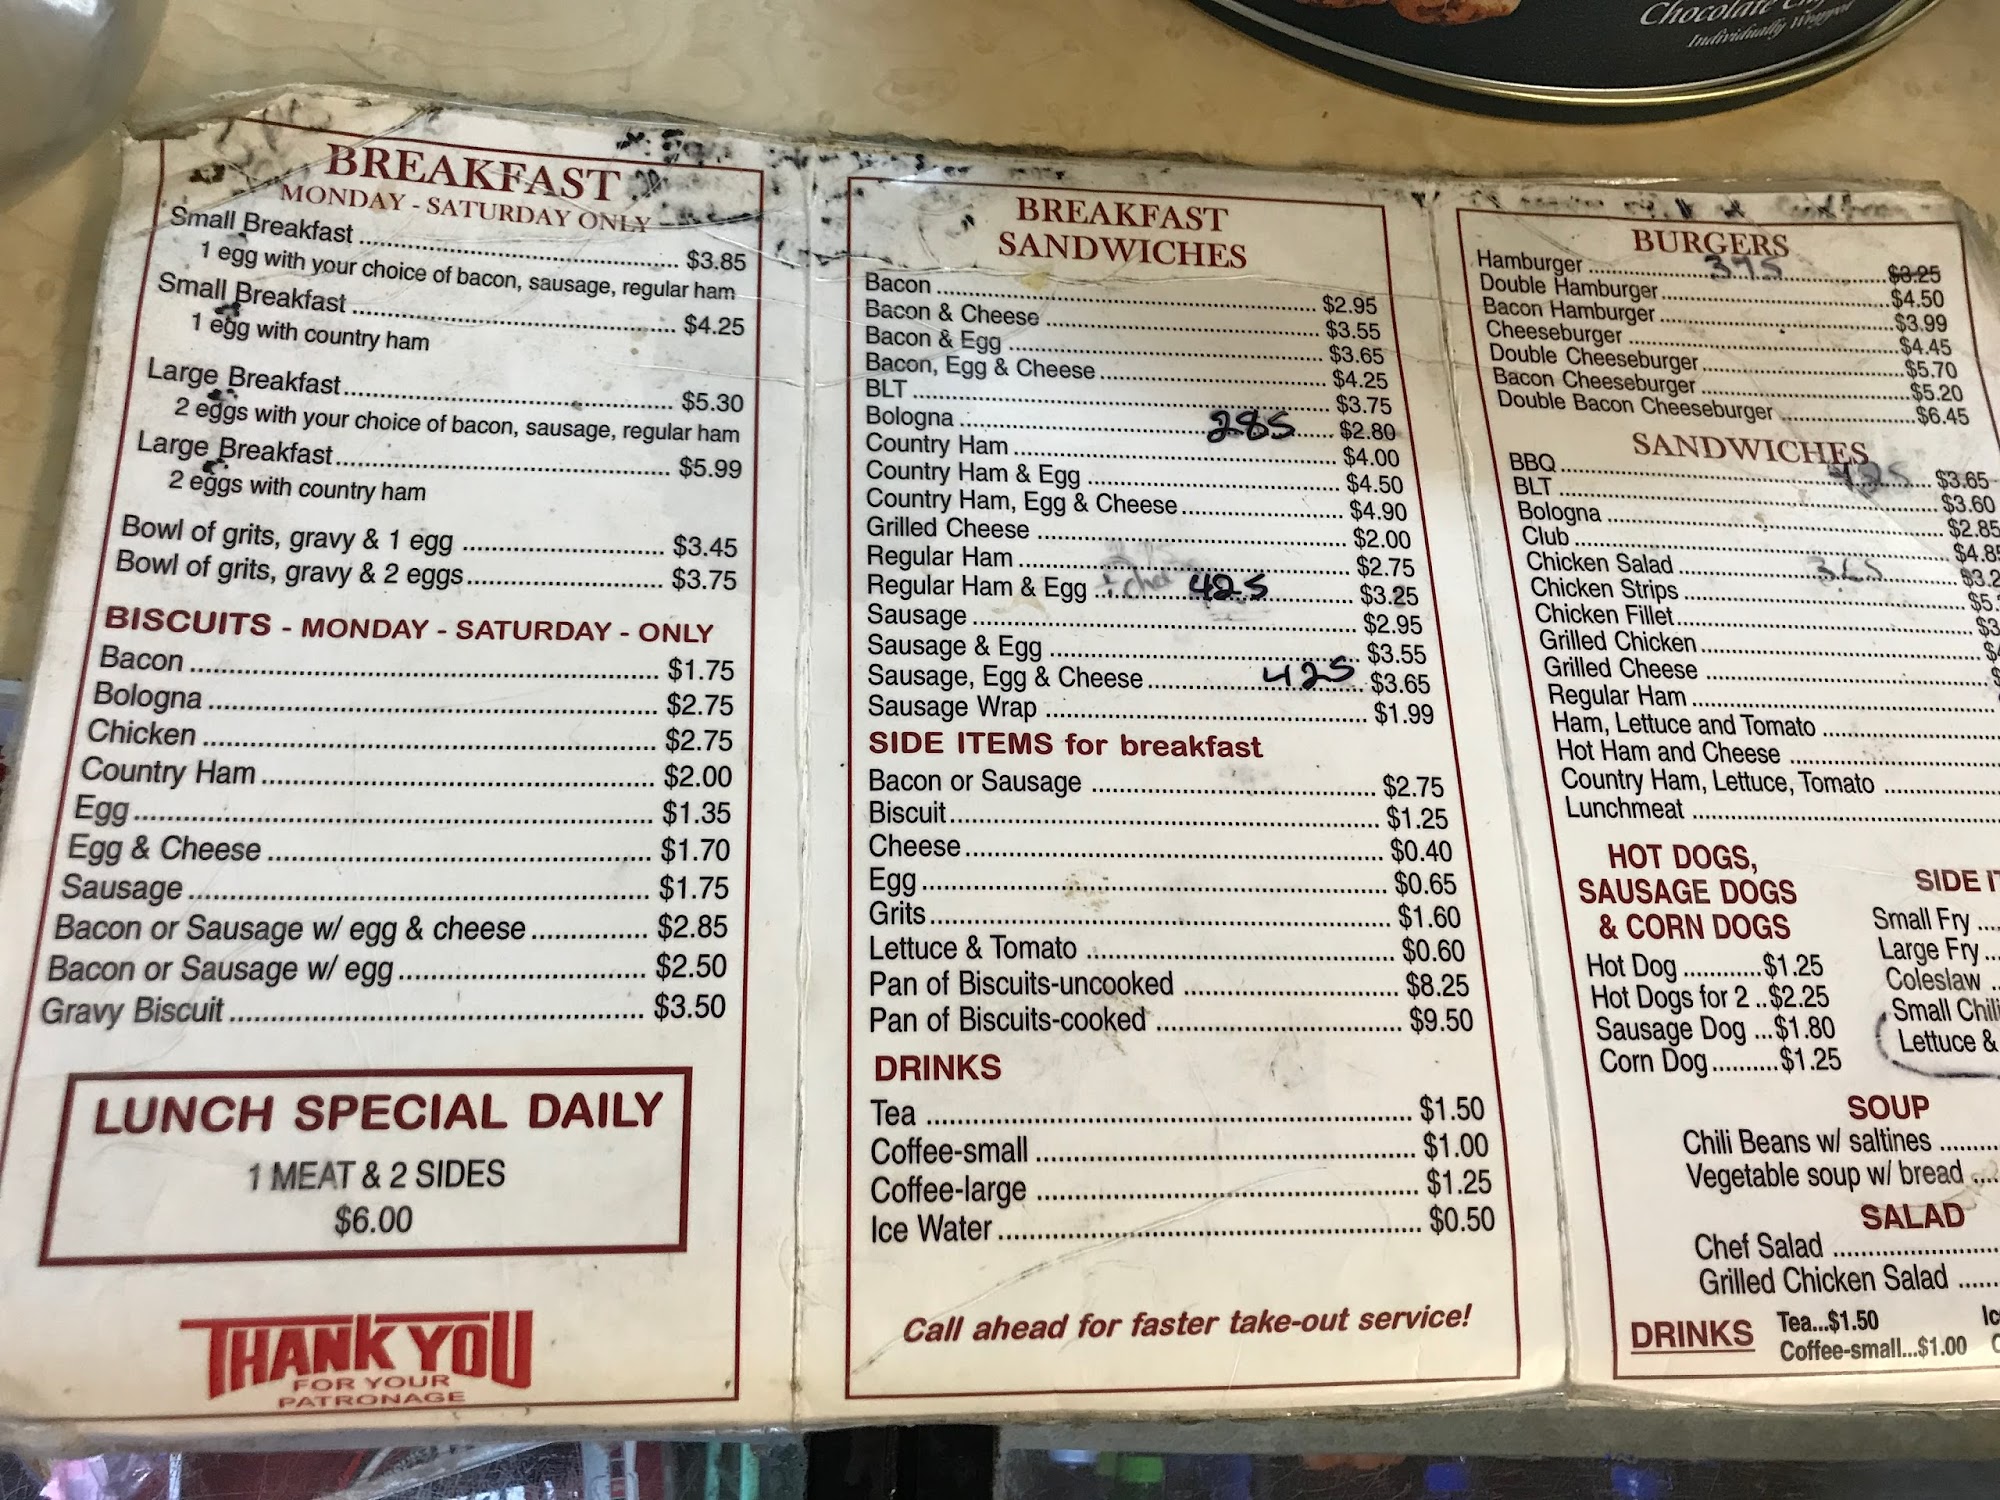 Chocolate
Individually Wrapped
BREAKFAST
MONDAY - SATURDAY ONLY
Small Breakfast ........ $3.85
1 egg with your choice of bacon, sausage, regular ham
Small Breakfast ........ $4.25
1 egg with country ham
Large Breakfast ........ $5.30
2 eggs with your choice of bacon, sausage, regular ham
Large Breakfast ........ $5.99
2 eggs with country ham
Bowl of grits, gravy & 1 egg ........ $3.45
Bowl of grits, gravy & 2 eggs ........ $3.75
BISCUITS - MONDAY - SATURDAY - ONLY
Bacon ........ $1.75
Bologna ........ $2.75
Chicken ........ $2.75
Country Ham ........ $2.00
Egg ........ $1.35
Egg & Cheese ........ $1.70
Sausage ........ $1.75
Bacon or Sausage w/ egg & cheese ........ $2.85
Bacon or Sausage w/ egg ........ $2.50
Gravy Biscuit ........ $3.50
LUNCH SPECIAL DAILY
1 MEAT & 2 SIDES
$6.00
THANK YOU
FOR YOUR
PATRONAGE
BREAKFAST
SANDWICHES
Bacon ........ $2.95
Bacon & Cheese ........ $3.55
Bacon & Egg ........ $3.65
Bacon, Egg & Cheese ........ $4.25
BLT ........ $3.75
Bologna ........ 285 $2.80
Country Ham ........ $4.00
Country Ham & Egg ........ $4.50
Country Ham, Egg & Cheese ........ $4.90
Grilled Cheese ........ $2.00
Regular Ham ........ $2.75
Regular Ham & Egg ........ 425 $3.25
Sausage ........ $2.95
Sausage & Egg ........ $3.55
Sausage, Egg & Cheese ........ 425 $3.65
Sausage Wrap ........ $1.99
SIDE ITEMS for breakfast
Bacon or Sausage ........ $2.75
Biscuit ........ $1.25
Cheese ........ $0.40
Egg ........ $0.65
Grits ........ $1.60
Lettuce & Tomato ........ $0.60
Pan of Biscuits-uncooked ........ $8.25
Pan of Biscuits-cooked ........ $9.50
DRINKS
Tea ........ $1.50
Coffee-small ........ $1.00
Coffee-large ........ $1.25
Ice Water ........ $0.50
Call ahead for faster take-out service!
BURGERS
Hamburger ........ 375 $3.25
Double Hamburger ........ $4.50
Bacon Hamburger ........ $3.99
Cheeseburger ........ $4.45
Double Cheeseburger ........ $5.70
Bacon Cheeseburger ........ $5.20
Double Bacon Cheeseburger ........ $6.45
SANDWICHES
BBQ ........ $3.65
BLT ........ $3.60
Bologna ........ $2.85
Club ........ $4.85
Chicken Salad ........ $3.2
Chicken Strips ........ $5.
Chicken Fillet ........ $3
Grilled Chicken ........
Grilled Cheese ........
Regular Ham ........
Ham, Lettuce and Tomato ........
Hot Ham and Cheese ........
Country Ham, Lettuce, Tomato ........
Lunchmeat ........
HOT DOGS,
SAUSAGE DOGS
& CORN DOGS
Hot Dog ........ $1.25
Hot Dogs for 2 .. $2.25
Sausage Dog ... $1.80
Corn Dog ........ $1.25
SIDE
Small Fry ....
Large Fry ...
Coleslaw ..
Small Chili
Lettuce &
SOUP
Chili Beans w/ saltines ........
Vegetable soup w/ bread ....
SALAD
Chef Salad ........
Grilled Chicken Salad ......
DRINKS
Tea...$1.50
Coffee-small...$1.00